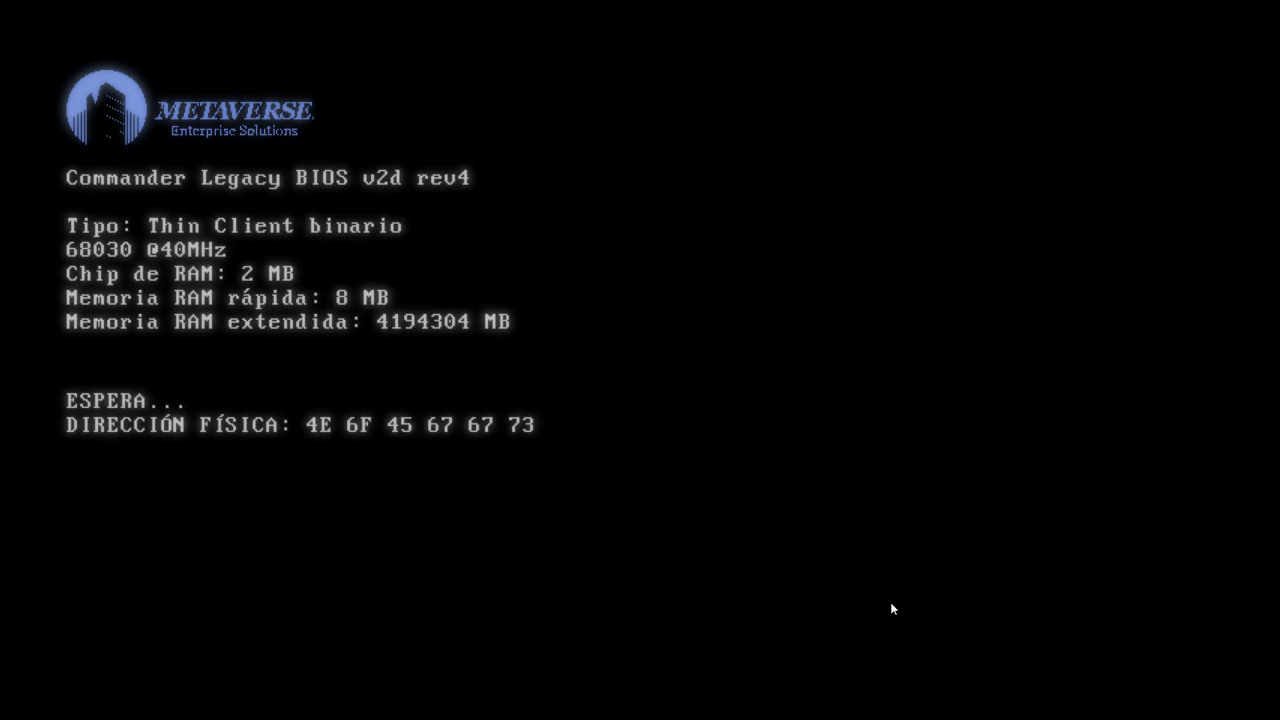 METAVERSE
Enterprise Solutions
Commander Legacy BIOS v2d rev4
Tipo: Thin Client binario
68030 @40MHz
Chip de RAM: 2 MB
Memoria RAM rápida: 8 MB
Memoria RAM extendida: 4194304 MB
ESPERA...
DIRECCIÓN FÍSICA: 4E 6F 45 67 67 73